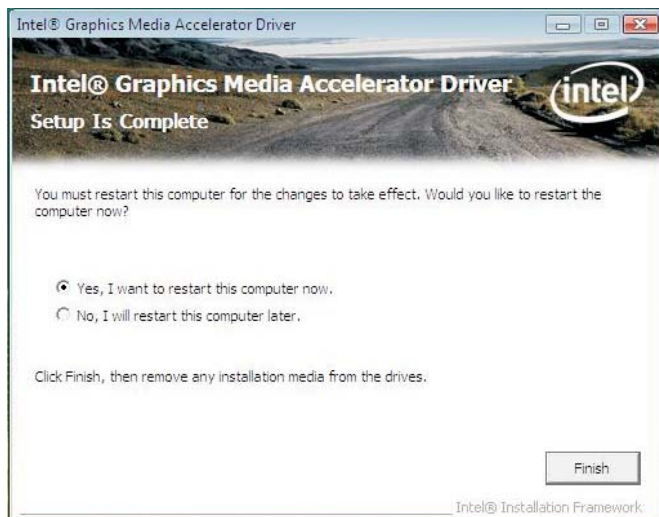 Intel® Graphics Media Accelerator Driver
Intel® Graphics Media Accelerator Driver
intel
Setup Is Complete
You must restart this computer for the changes to take effect. Would you like to restart the
computer now?
Yes, I want to restart this computer now.
No, I will restart this computer later.
Click Finish, then remove any installation media from the drives.
Finish
Intel® Installation Framework